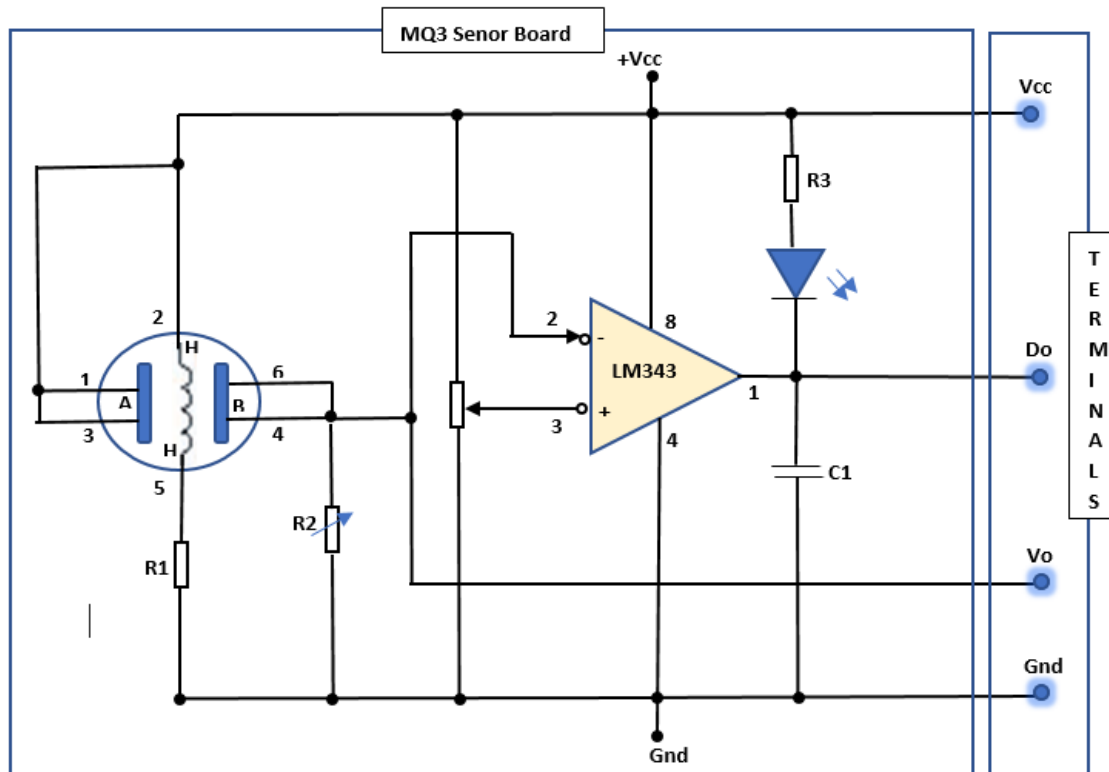 MQ3 Senor Board
+Vcc
Vcc
R3
2
H
1
A
3
H
5
6
B
4
R2
R1
2
-
8
LM343
1
3
+
4
C1
Do
Vo
Gnd
Gnd
TERMINALS